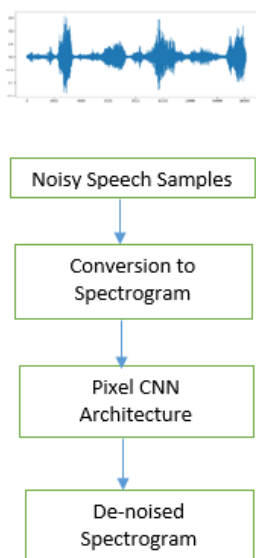 Noisy Speech Samples
Conversion to
Spectrogram
Pixel CNN
Architecture
De-noised
Spectrogram